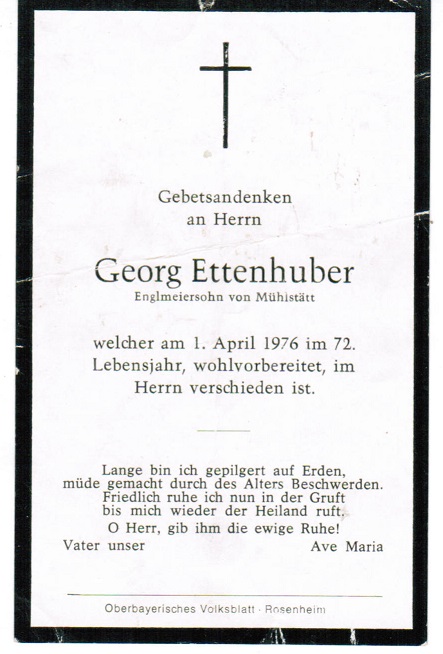 Gebetsandenken
an Herrn
Georg Ettenhuber
Englmeiersohn von Mühlstätt
welcher am 1. April 1976 im 72.
Lebensjahr, wohlvorbereitet, im
Herrn verschieden ist.
Lange bin ich gepilgert auf Erden,
müde gemacht durch des Alters Beschwerden.
Friedlich ruhe ich nun in der Gruft
bis mich wieder der Heiland ruft.
O Herr, gib ihm die ewige Ruhe!
Vater unser Ave Maria
Oberbayerisches Volksblatt · Rosenheim